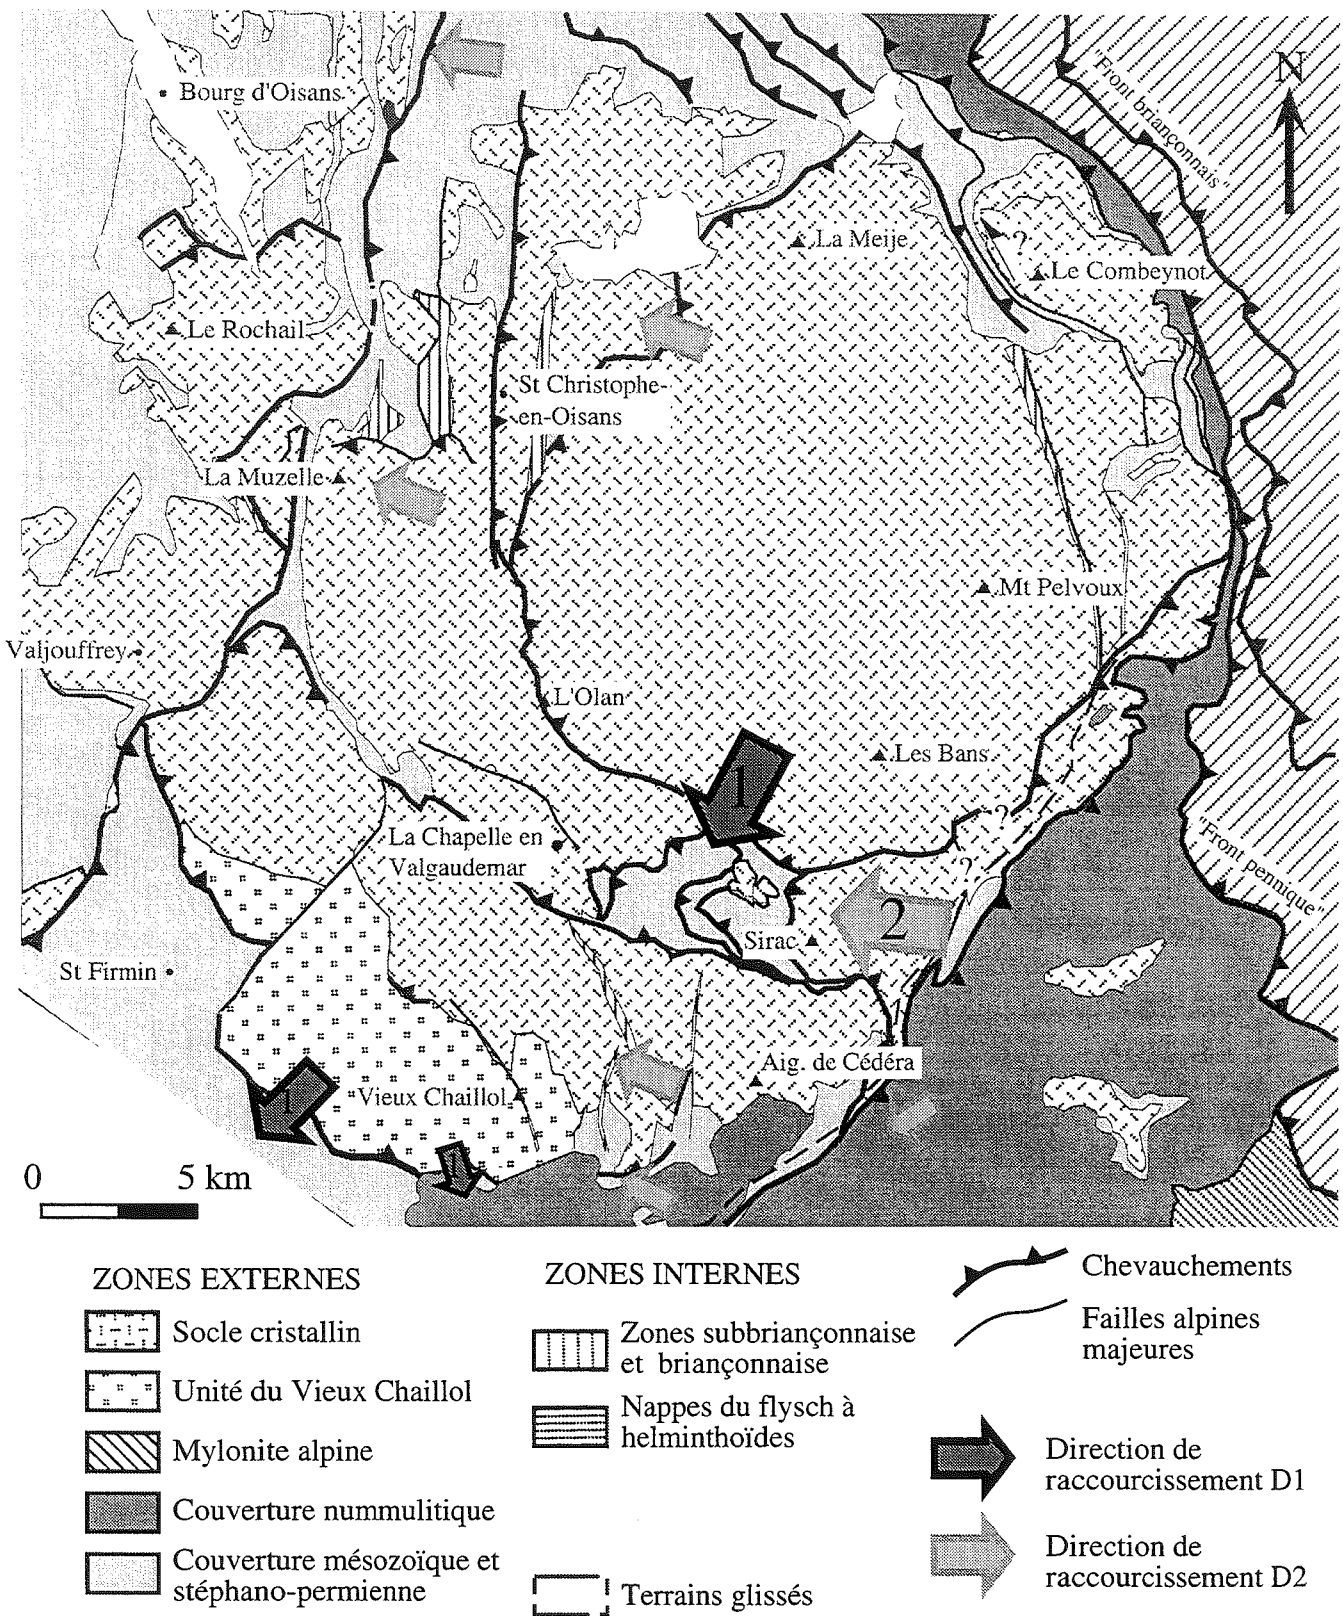 N
Bourg d'Oisans
"Front briançonnais"
La Meije
?
Le Combeynot
Le Rochail
St Christophe-
en-Oisans
La Muzelle
Mt Pelvoux
Valjouffrey
L'Olan
Les Bans
1
?
La Chapelle en
Valgaudemar
?
"Front pennique"
2
Sirac
St Firmin
Aig. de Cédéra
1
Vieux Chaillol
1
0 5 km
ZONES EXTERNES
Socle cristallin
Unité du Vieux Chaillol
Mylonite alpine
Couverture nummulitique
Couverture mésozoïque et
stéphano-permienne
ZONES INTERNES
Zones subbriançonnaise
et briançonnaise
Nappes du flysch à
helminthoïdes
Terrains glissés
Chevauchements
Failles alpines
majeures
Direction de
raccourcissement D1
Direction de
raccourcissement D2